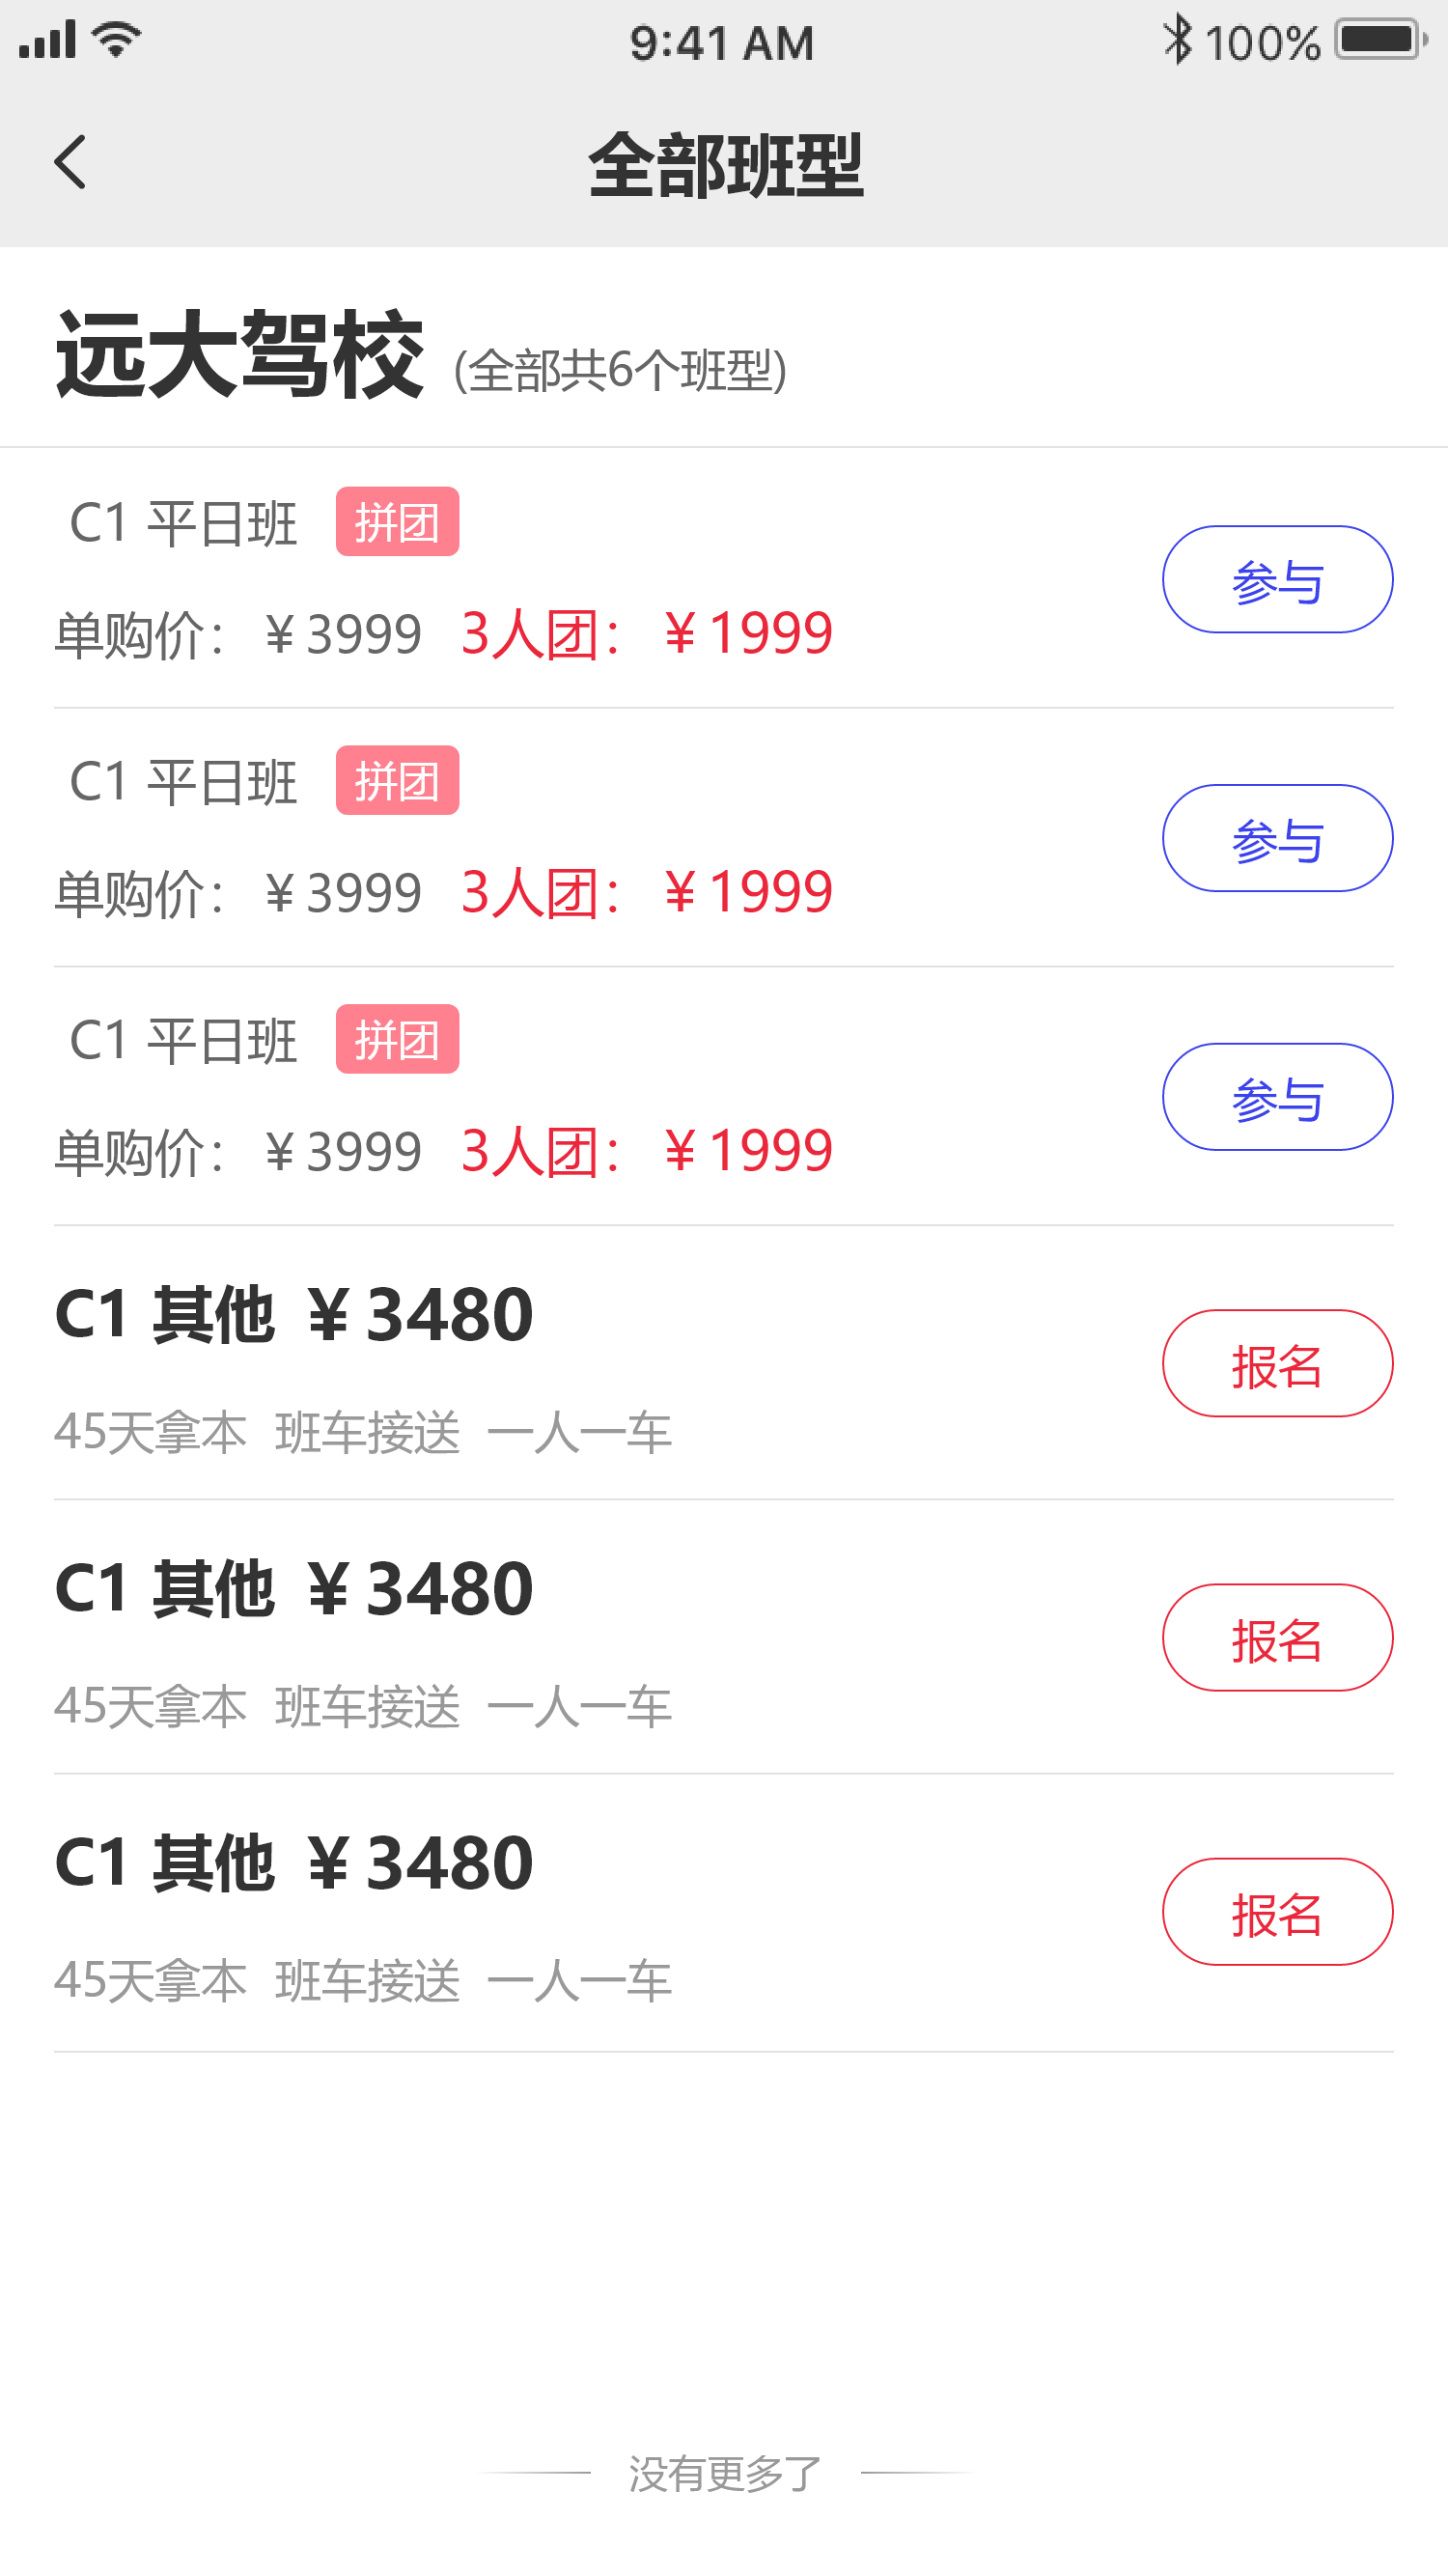 9:41 AM 100%
全部班型
远大驾校 (全部共6个班型)
C1 平日班 拼团
参与
单购价： ¥3999 3人团： ¥1999
C1 平日班 拼团
参与
单购价： ¥3999 3人团： ¥1999
C1 平日班 拼团
参与
单购价： ¥3999 3人团： ¥1999
C1 其他 ¥3480
报名
45天拿本 班车接送 一人一车
C1 其他 ¥3480
报名
45天拿本 班车接送 一人一车
C1 其他 ¥3480
报名
45天拿本 班车接送 一人一车
没有更多了